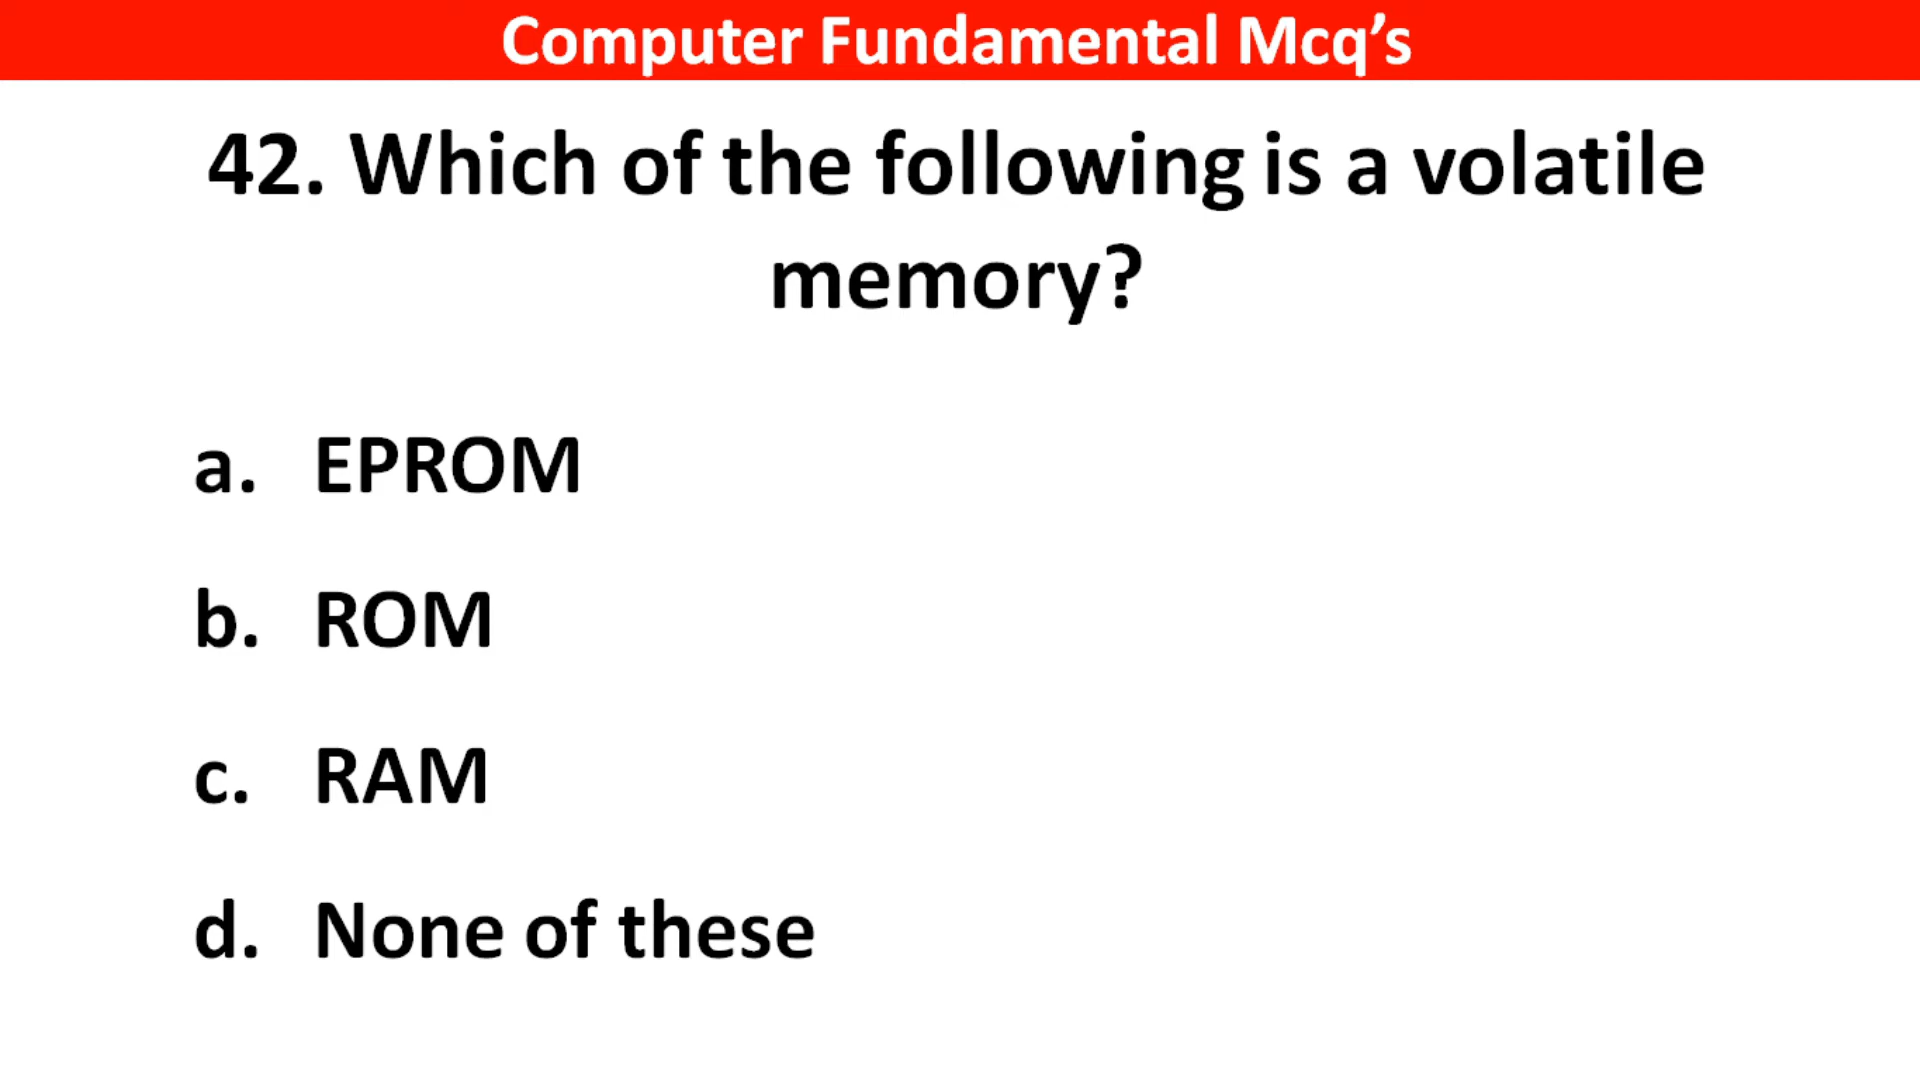 Computer Fundamental Mcq’s
42. Which of the following is a volatile
memory?
a. EPROM
b. ROM
c. RAM
d. None of these